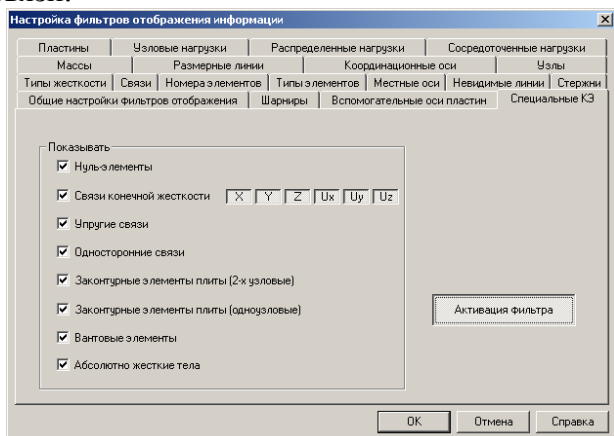 Настройка фильтров отображения информации
Пластины Узловые нагрузки Распределенные нагрузки Сосредоточенные нагрузки
Массы Размерные линии Координационные оси Узлы
Типы жесткости Связи Номера элементов Типы элементов Местные оси Невидимые линии Стержни
Общие настройки фильтров отображения Шарниры Вспомогательные оси пластин Специальные КЭ
Показывать
Нуль-элементы
Связи конечной жесткости X Y Z Ux Uy Uz
Упругие связи
Односторонние связи
Законтурные элементы плиты (2-х узловые)
Законтурные элементы плиты (одноузловые)
Активация фильтра
Вантовые элементы
Абсолютно жесткие тела
OK Отмена Справка